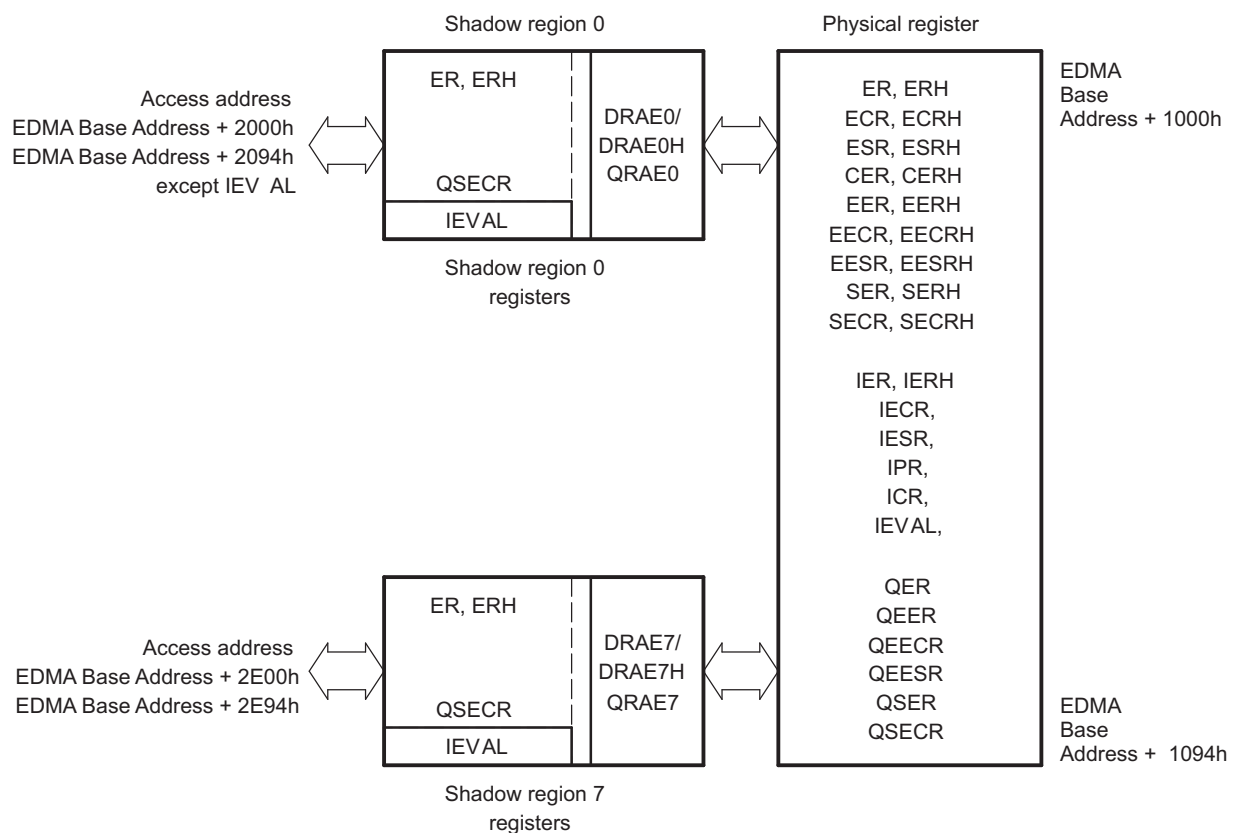 Shadow region 0
Physical register
Access address
EDMA Base Address + 2000h
EDMA Base Address + 2094h
except IEV AL
ER, ERH
QSECR
IEVAL
DRAE0/
DRAE0H
QRAE0
Shadow region 0
registers
ER, ERH
ECR, ECRH
ESR, ESRH
CER, CERH
EER, EERH
EECR, EECRH
EESR, EESRH
SER, SERH
SECR, SECRH
IER, IERH
IECR,
IESR,
IPR,
ICR,
IEVAL,
QER
QEER
QEECR
QEESR
QSER
QSECR
EDMA
Base
Address + 1000h
Access address
EDMA Base Address + 2E00h
EDMA Base Address + 2E94h
ER, ERH
QSECR
IEVAL
DRAE7/
DRAE7H
QRAE7
Shadow region 7
registers
EDMA
Base
Address + 1094h